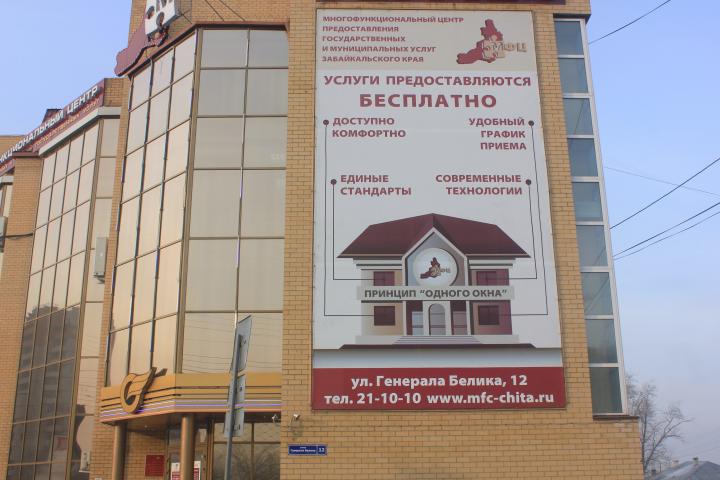 МНОГОФУНКЦИОНАЛЬНЫЙ ЦЕНТР
ПРЕДОСТАВЛЕНИЯ
ГОСУДАРСТВЕННЫХ
И МУНИЦИПАЛЬНЫХ УСЛУГ
ЗАБАЙКАЛЬСКОГО КРАЯ
МФЦ
УСЛУГИ ПРЕДОСТАВЛЯЮТСЯ
БЕСПЛАТНО
ДОСТУПНО
КОМФОРТНО
УДОБНЫЙ
ГРАФИК
ПРИЕМА
ЕДИНЫЕ
СТАНДАРТЫ
СОВРЕМЕННЫЕ
ТЕХНОЛОГИИ
ПРИНЦИП "ОДНОГО ОКНА"
ул. Генерала Белика, 12
тел. 21-10-10 www.mfc-chita.ru
ЦЕНТР